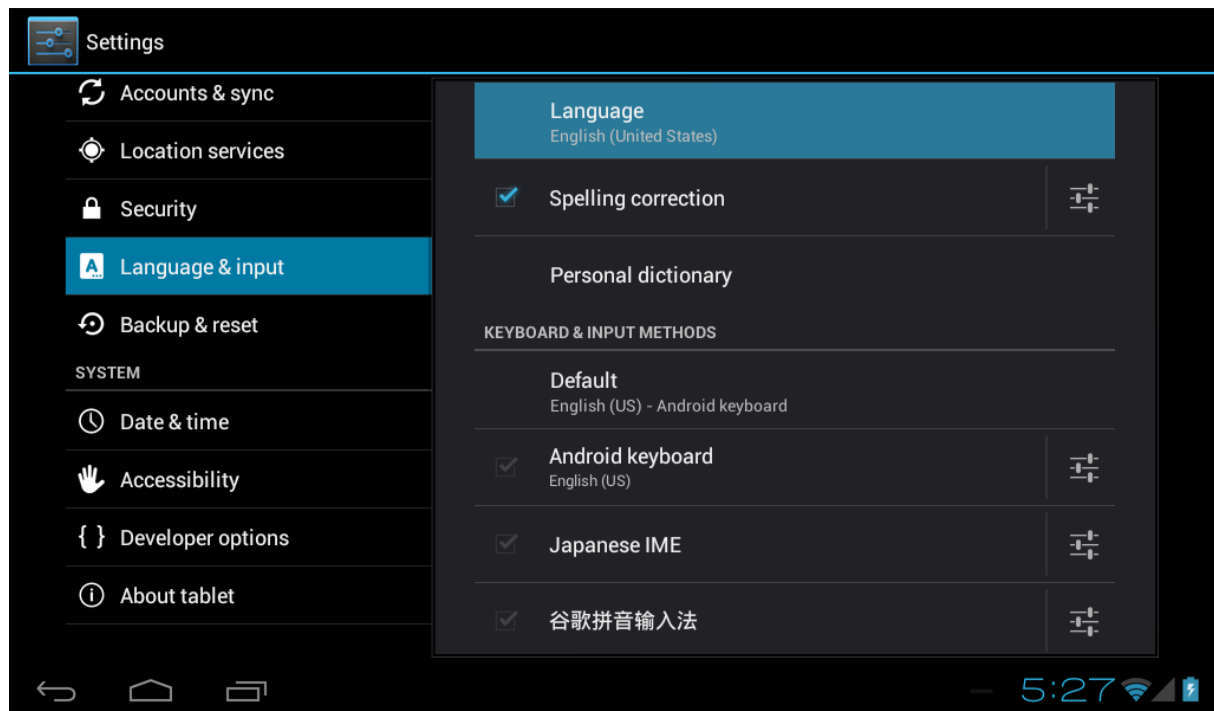 Settings
Accounts & sync
Location services
Security
Language & input
Backup & reset
SYSTEM
Date & time
Accessibility
{ } Developer options
About tablet
Language
English (United States)
Spelling correction
Personal dictionary
KEYBOARD & INPUT METHODS
Default
English (US) - Android keyboard
Android keyboard
English (US)
Japanese IME
谷歌拼音输入法
5:27